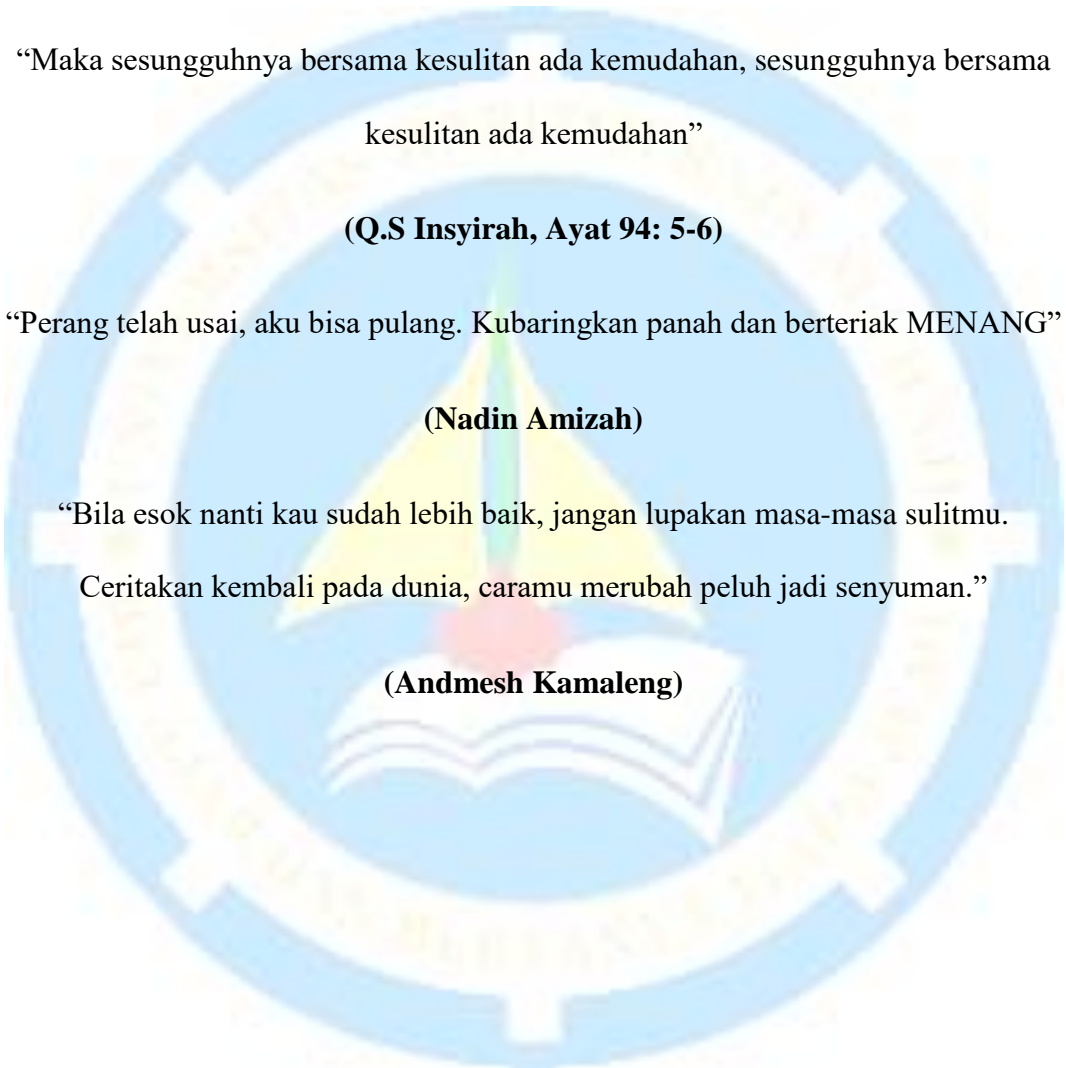 “Maka sesungguhnya bersama kesulitan ada kemudahan, sesungguhnya bersama
kesulitan ada kemudahan”
(Q.S Insyirah, Ayat 94: 5-6)
“Perang telah usai, aku bisa pulang. Kubaringkan panah dan berteriak MENANG”
(Nadin Amizah)
“Bila esok nanti kau sudah lebih baik, jangan lupakan masa-masa sulitmu.
Ceritakan kembali pada dunia, caramu merubah peluh jadi senyuman.”
(Andmesh Kamaleng)